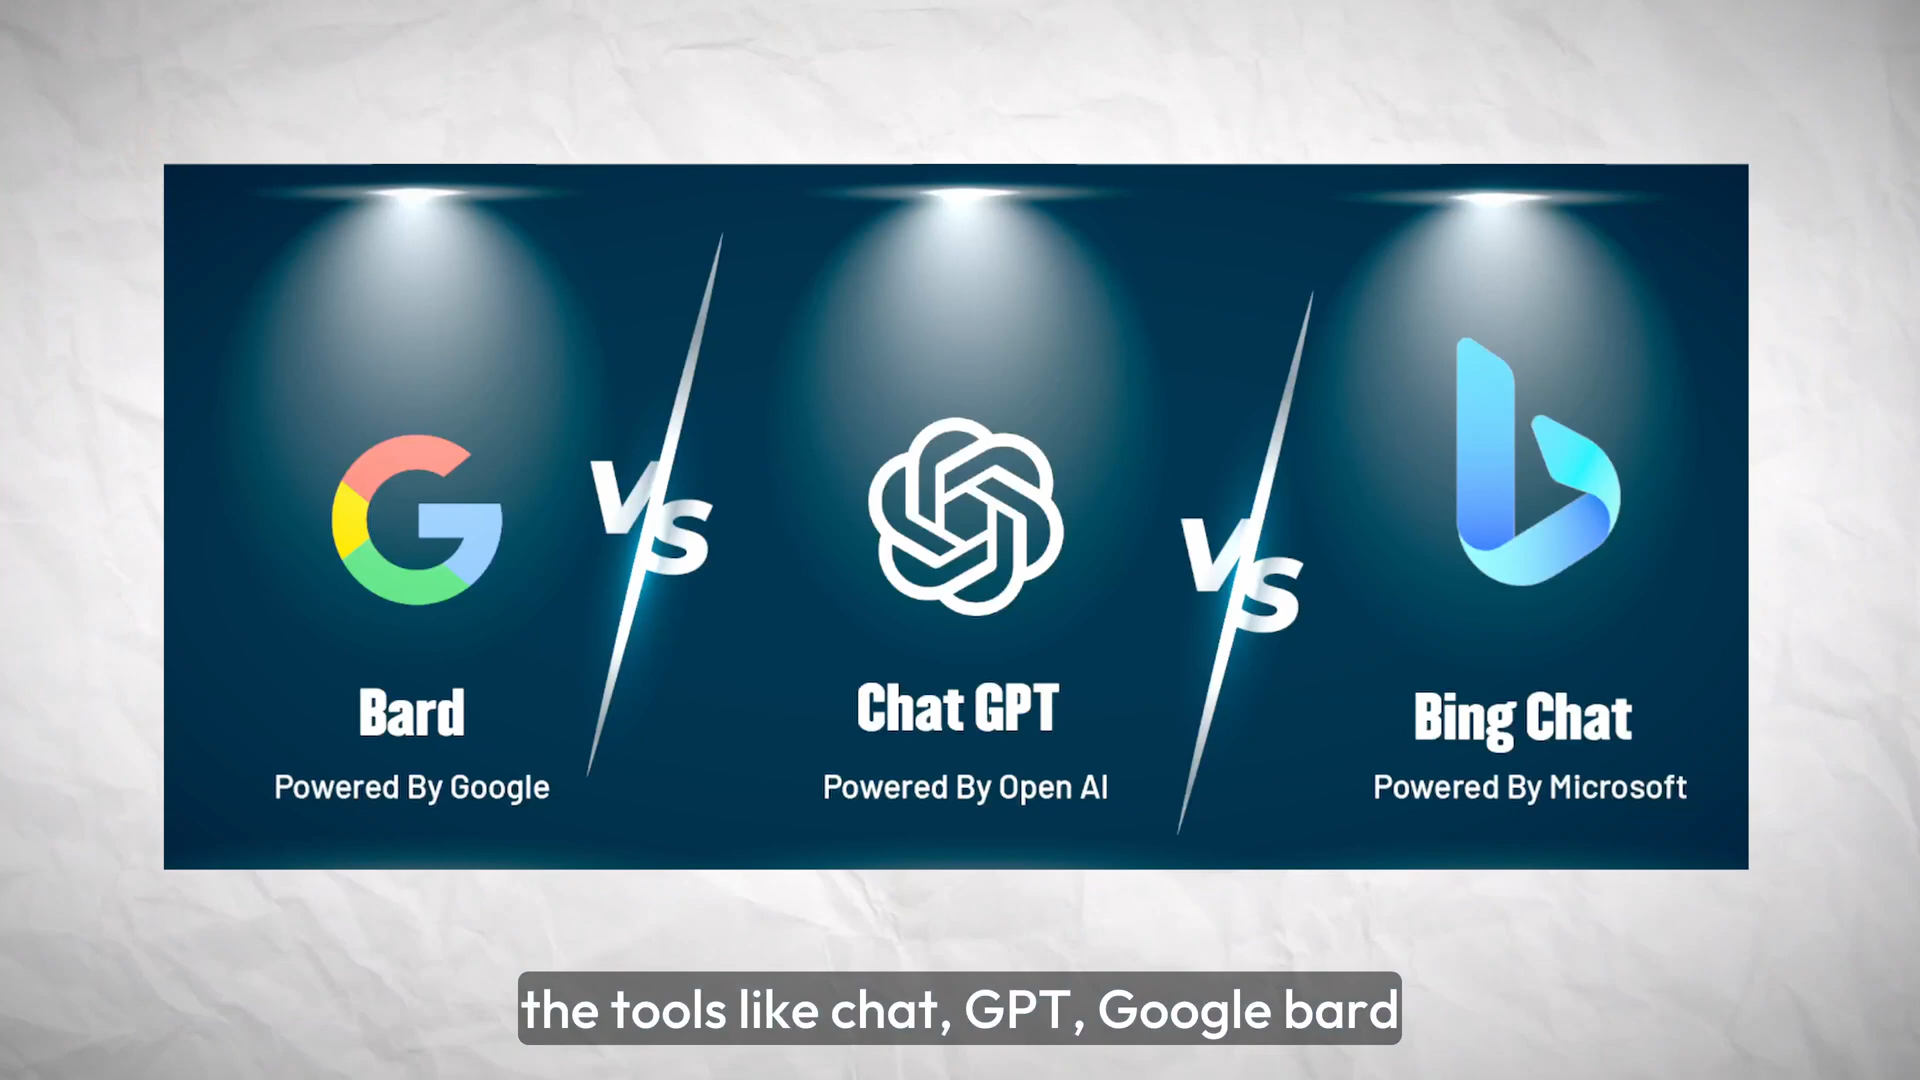 VS
VS
Bard
Chat GPT
Bing Chat
Powered By Google
Powered By Open AI
Powered By Microsoft
the tools like chat, GPT, Google bard